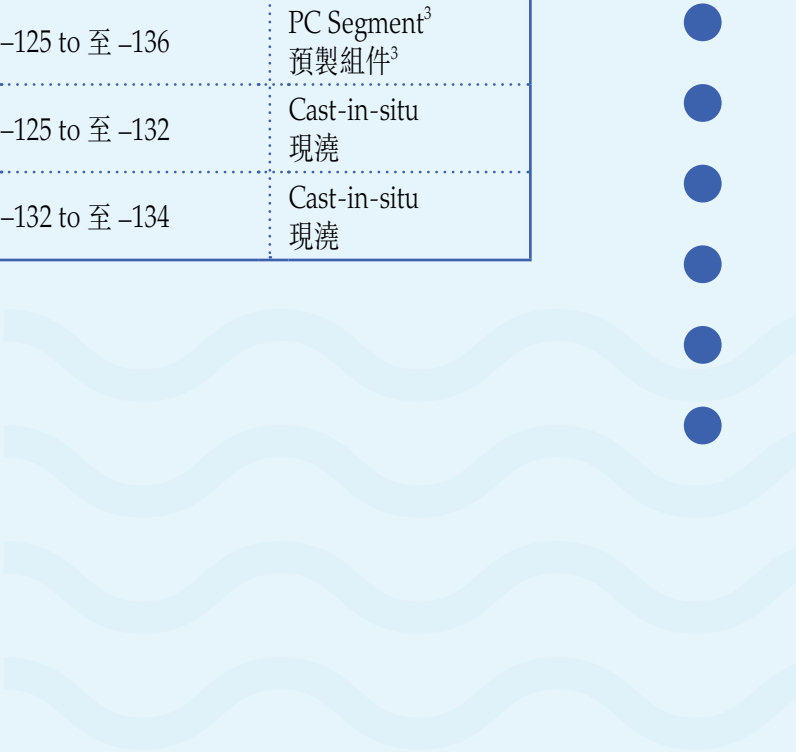 –125 to 至 –136
PC Segment³
預製組件³
–125 to 至 –132
Cast-in-situ
現澆
–132 to 至 –134
Cast-in-situ
現澆